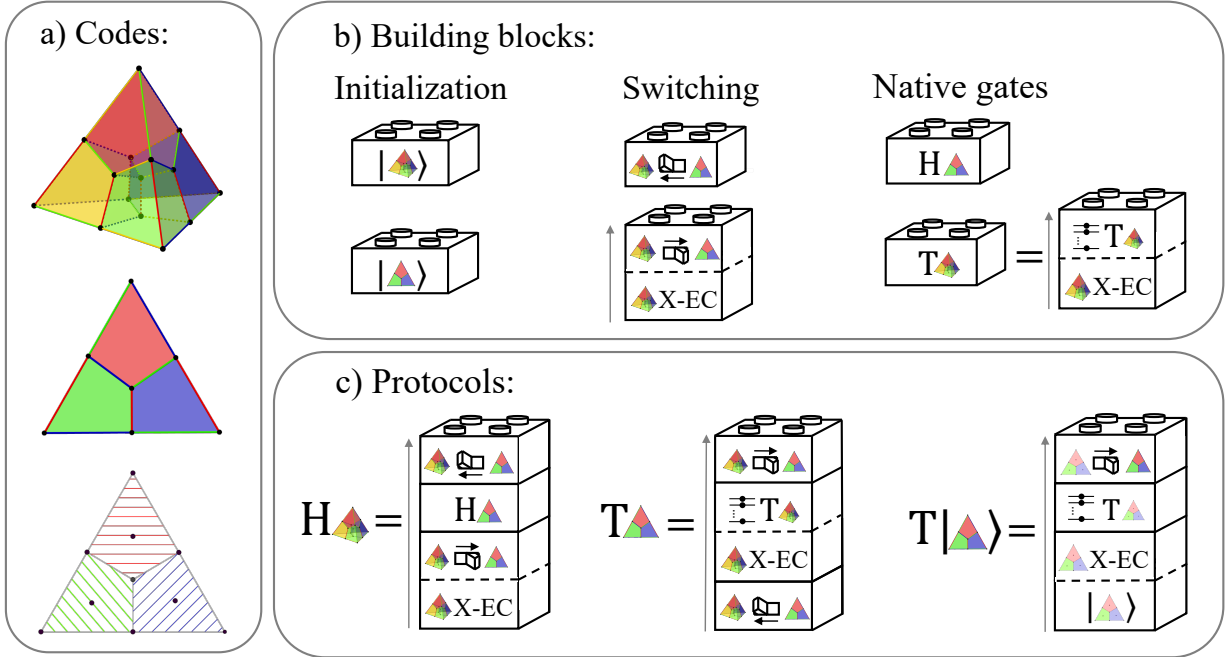 a) Codes:
b) Building blocks:
Initialization
Switching
Native gates
| ⟩
H
| ⟩
X-EC
T
=
T
X-EC
c) Protocols:
H =
H
X-EC
T =
T
X-EC
T| ⟩ =
T
X-EC
| ⟩